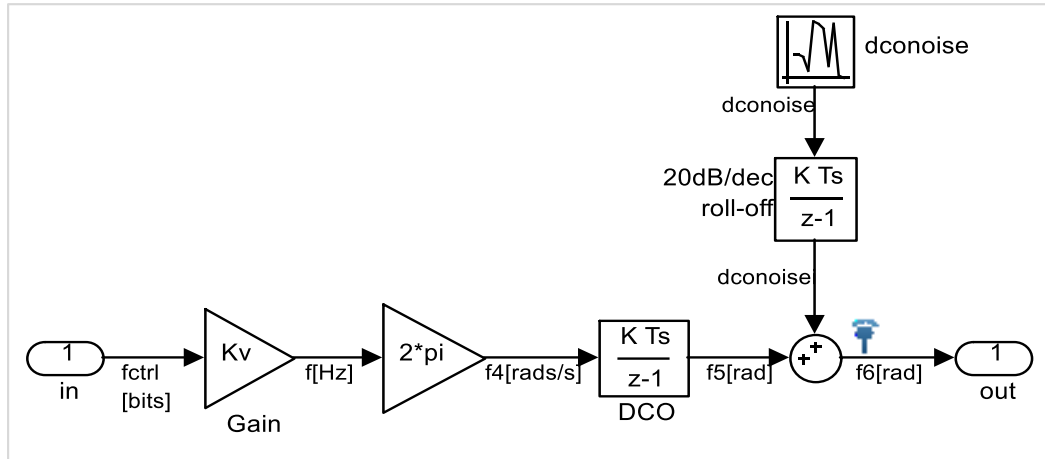 dconoise
dconoise
20dB/dec
roll-off
K Ts
z-1
dconoisei
1
in
fctrl
[bits]
Kv
Gain
f[Hz]
2*pi
f4[rads/s]
K Ts
z-1
DCO
f5[rad]
+
+
f6[rad]
1
out